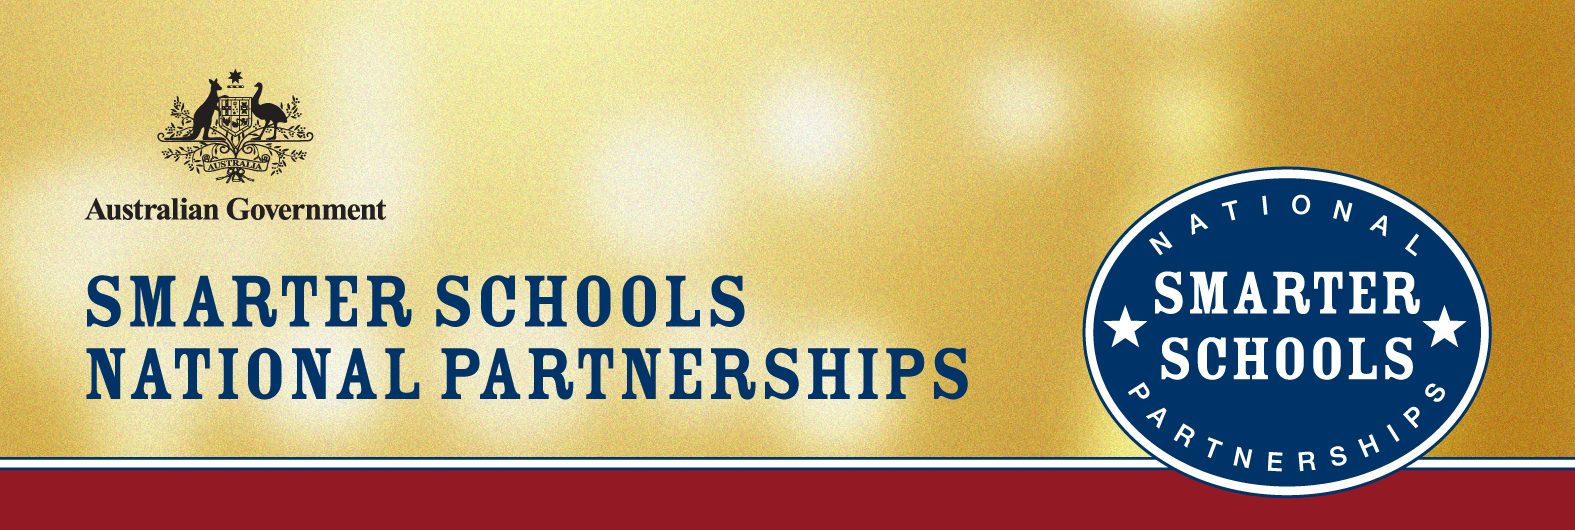 AUSTRALIA
Australian Government
SMARTER SCHOOLS
NATIONAL PARTNERSHIPS
NATIONAL
SMARTER
SCHOOLS
PARTNERSHIPS